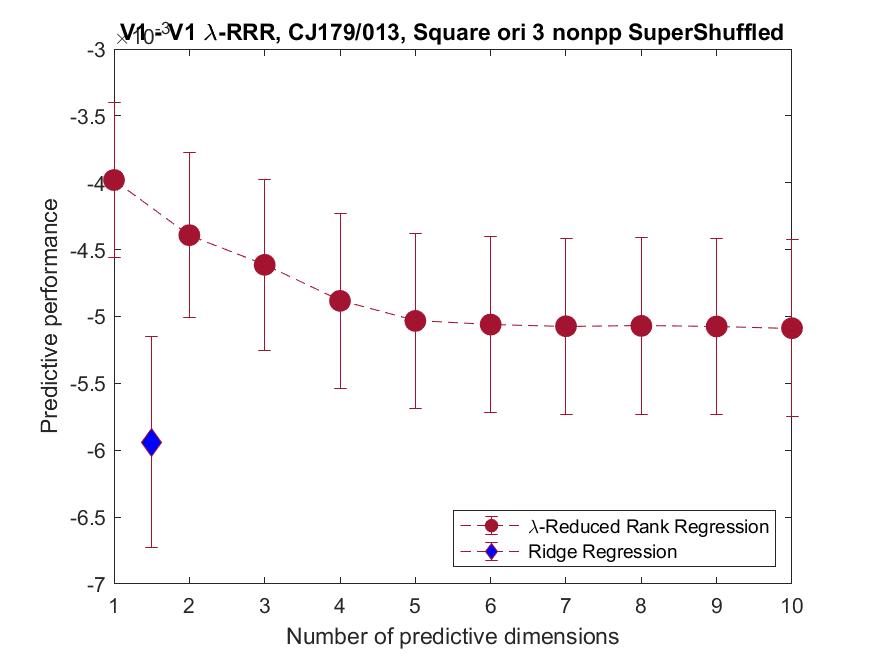 V1 - V1 λ-RRR, CJ179/013, Square ori 3 nonpp SuperShuffled
×10-3
-3
-3.5
-4
-4.5
-5
-5.5
-6
-6.5
-7
Predictive performance
λ-Reduced Rank Regression
Ridge Regression
1 2 3 4 5 6 7 8 9 10
Number of predictive dimensions